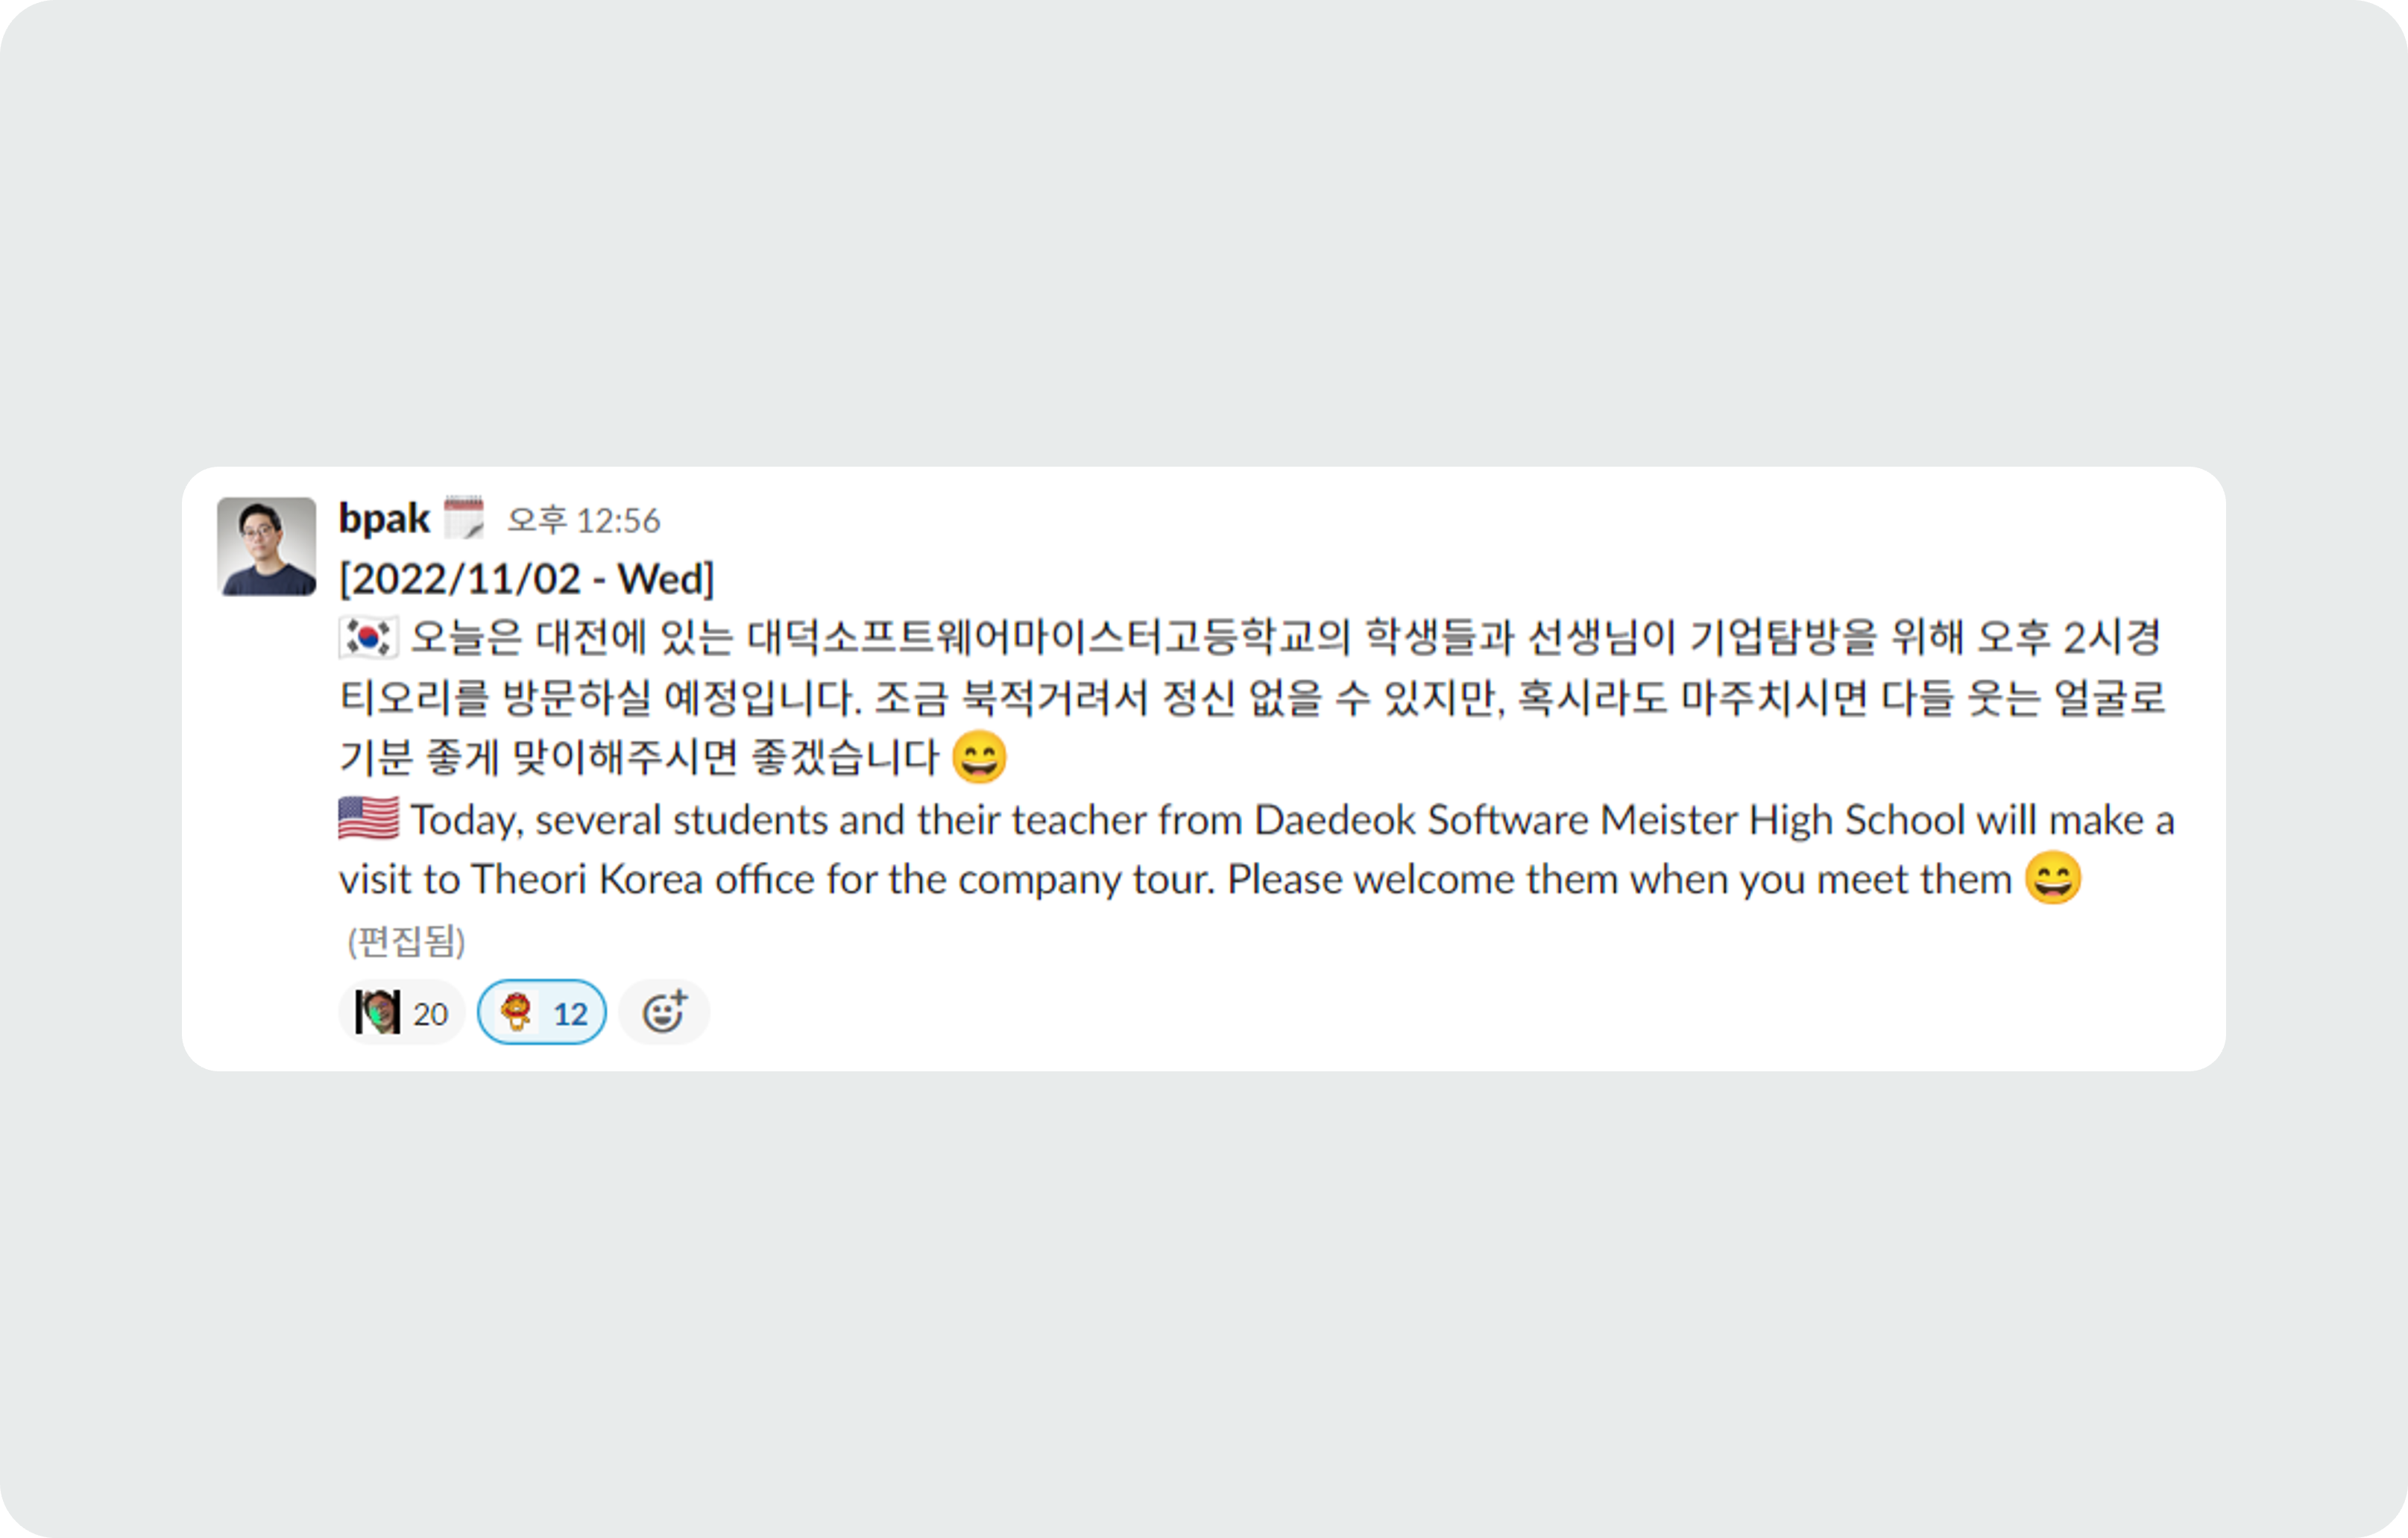 bpak 오후 12:56
[2022/11/02 - Wed]
🇰🇷 오늘은 대전에 있는 대덕소프트웨어마이스터고등학교의 학생들과 선생님이 기업탐방을 위해 오후 2시경
티오리를 방문하실 예정입니다. 조금 북적거려서 정신 없을 수 있지만, 혹시라도 마주치시면 다들 웃는 얼굴로
기분 좋게 맞이해주시면 좋겠습니다 😄
🇺🇸 Today, several students and their teacher from Daedeok Software Meister High School will make a
visit to Theori Korea office for the company tour. Please welcome them when you meet them 😄
(편집됨)
20 12